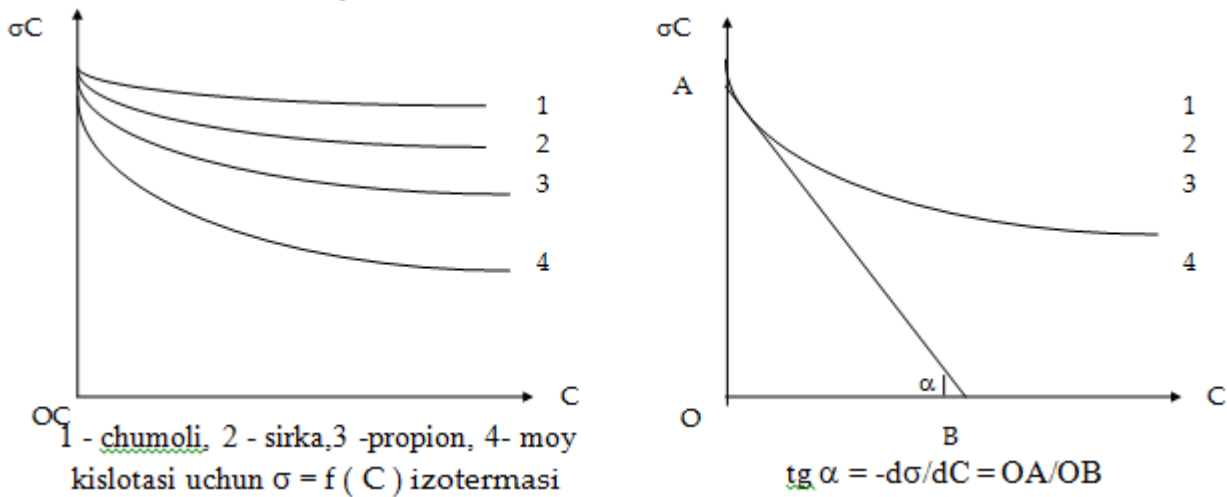 σC
C
OC
1
2
3
4
1 - chumoli, 2 - sirka,3 -propion, 4- moy
kislotasi uchun σ = f ( C ) izotermasi
σC
A
α
O
B
C
1
2
3
4
tg α = -dσ/dC = OA/OB